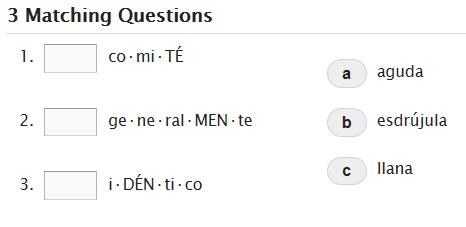 3 Matching Questions
1. co·mi·TÉ
a aguda
2. ge·ne·ral·MEN·te
b esdrújula
c llana
3. i·DÉN·ti·co